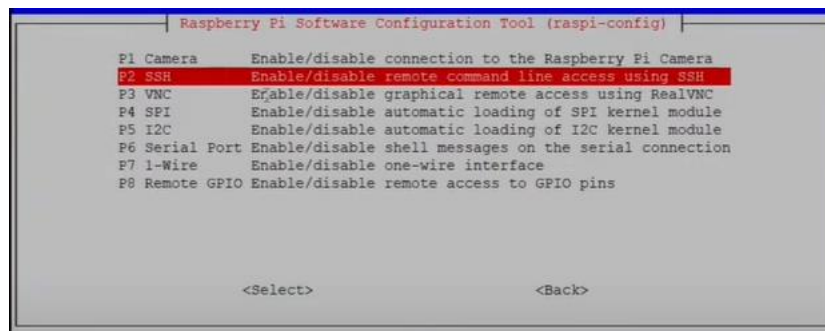 Raspberry Pi Software Configuration Tool (raspi-config)
P1 Camera Enable/disable connection to the Raspberry Pi Camera
P2 SSH Enable/disable remote command line access using SSH
P3 VNC Enable/disable graphical remote access using RealVNC
P4 SPI Enable/disable automatic loading of SPI kernel module
P5 I2C Enable/disable automatic loading of I2C kernel module
P6 Serial Port Enable/disable shell messages on the serial connection
P7 1-Wire Enable/disable one-wire interface
P8 Remote GPIO Enable/disable remote access to GPIO pins
<Select> <Back>